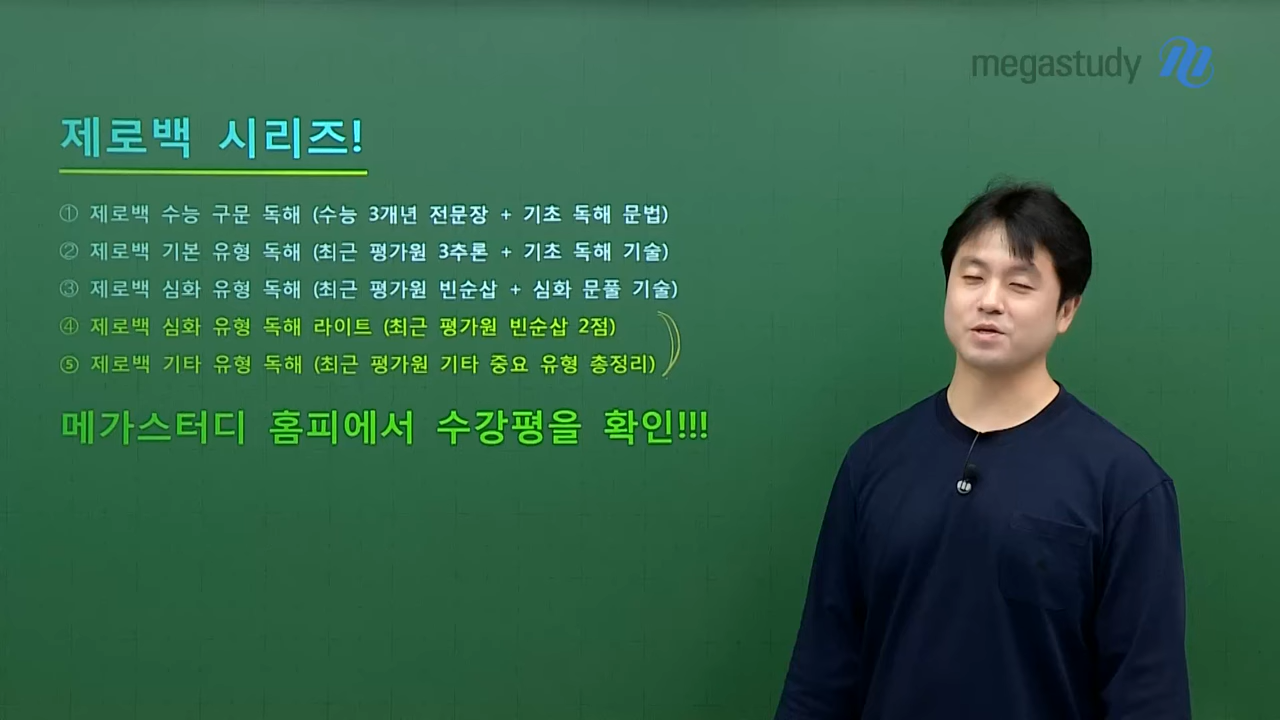 megastudy
제로백 시리즈!
① 제로백 수능 구문 독해 (수능 3개년 전문장 + 기초 독해 문법)
② 제로백 기본 유형 독해 (최근 평가원 3추론 + 기초 독해 기술)
③ 제로백 심화 유형 독해 (최근 평가원 빈순삽 + 심화 문풀 기술)
④ 제로백 심화 유형 독해 라이트 (최근 평가원 빈순삽 2점)
⑤ 제로백 기타 유형 독해 (최근 평가원 기타 중요 유형 총정리)
메가스터디 홈피에서 수강평을 확인!!!